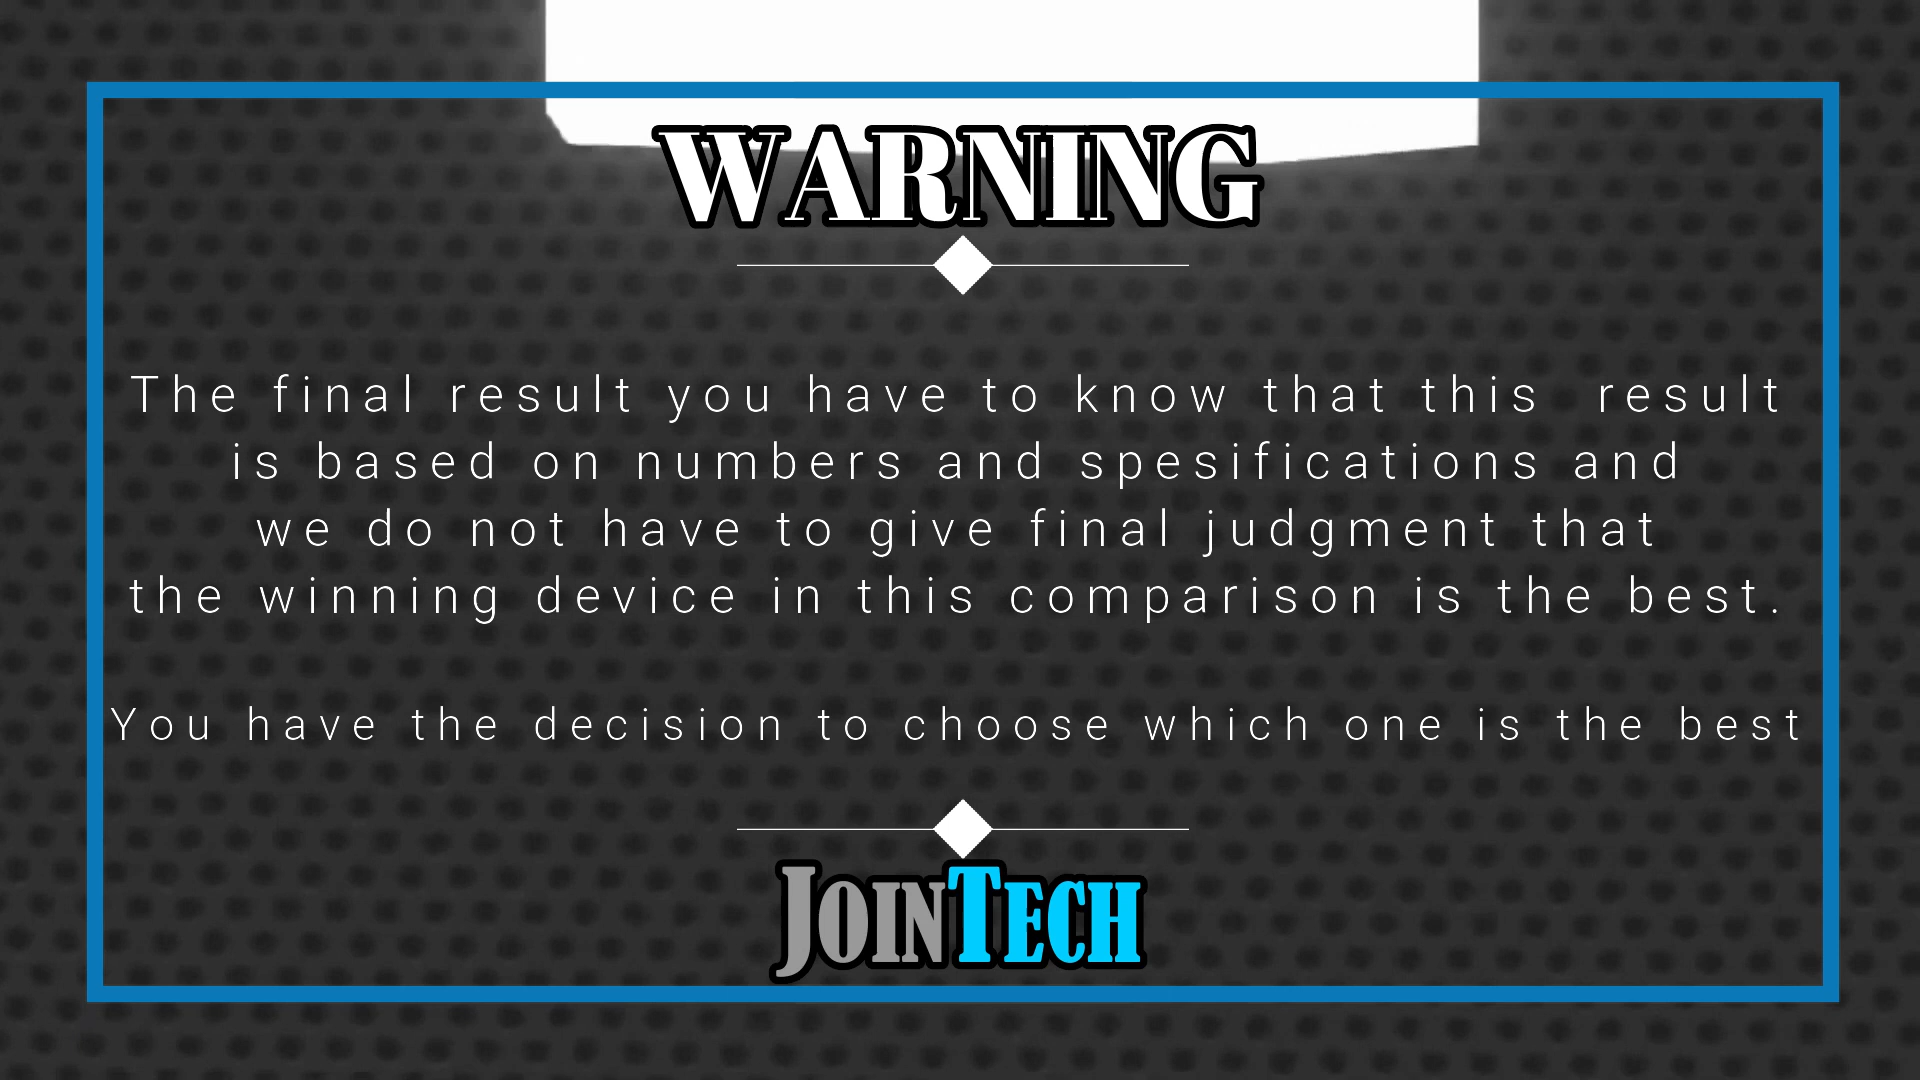 WARNING
The final result you have to know that this result
is based on numbers and spesifications and
we do not have to give final judgment that
the winning device in this comparison is the best.
You have the decision to choose which one is the best
JOINTECH